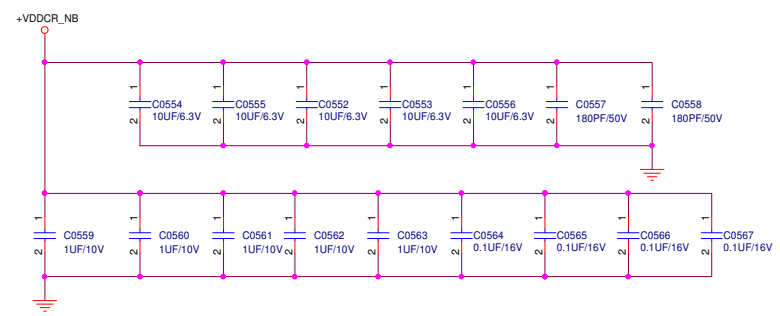 +VDDCR_NB
1 1 1 1 1 1 1
C0554 C0555 C0552 C0553 C0556 C0557 C0558
10UF/6.3V 10UF/6.3V 10UF/6.3V 10UF/6.3V 10UF/6.3V 180PF/50V 180PF/50V
2 2 2 2 2 2 2
1 1 1 1 1 1 1 1 1
C0559 C0560 C0561 C0562 C0563 C0564 C0565 C0566 C0567
1UF/10V 1UF/10V 1UF/10V 1UF/10V 1UF/10V 0.1UF/16V 0.1UF/16V 0.1UF/16V 0.1UF/16V
2 2 2 2 2 2 2 2 2